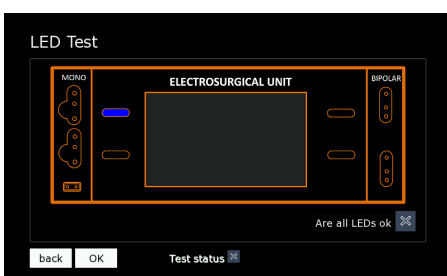 LED Test
MONO
ELECTROSURGICAL UNIT
BIPOLAR
Are all LEDs ok
back
OK
Test status